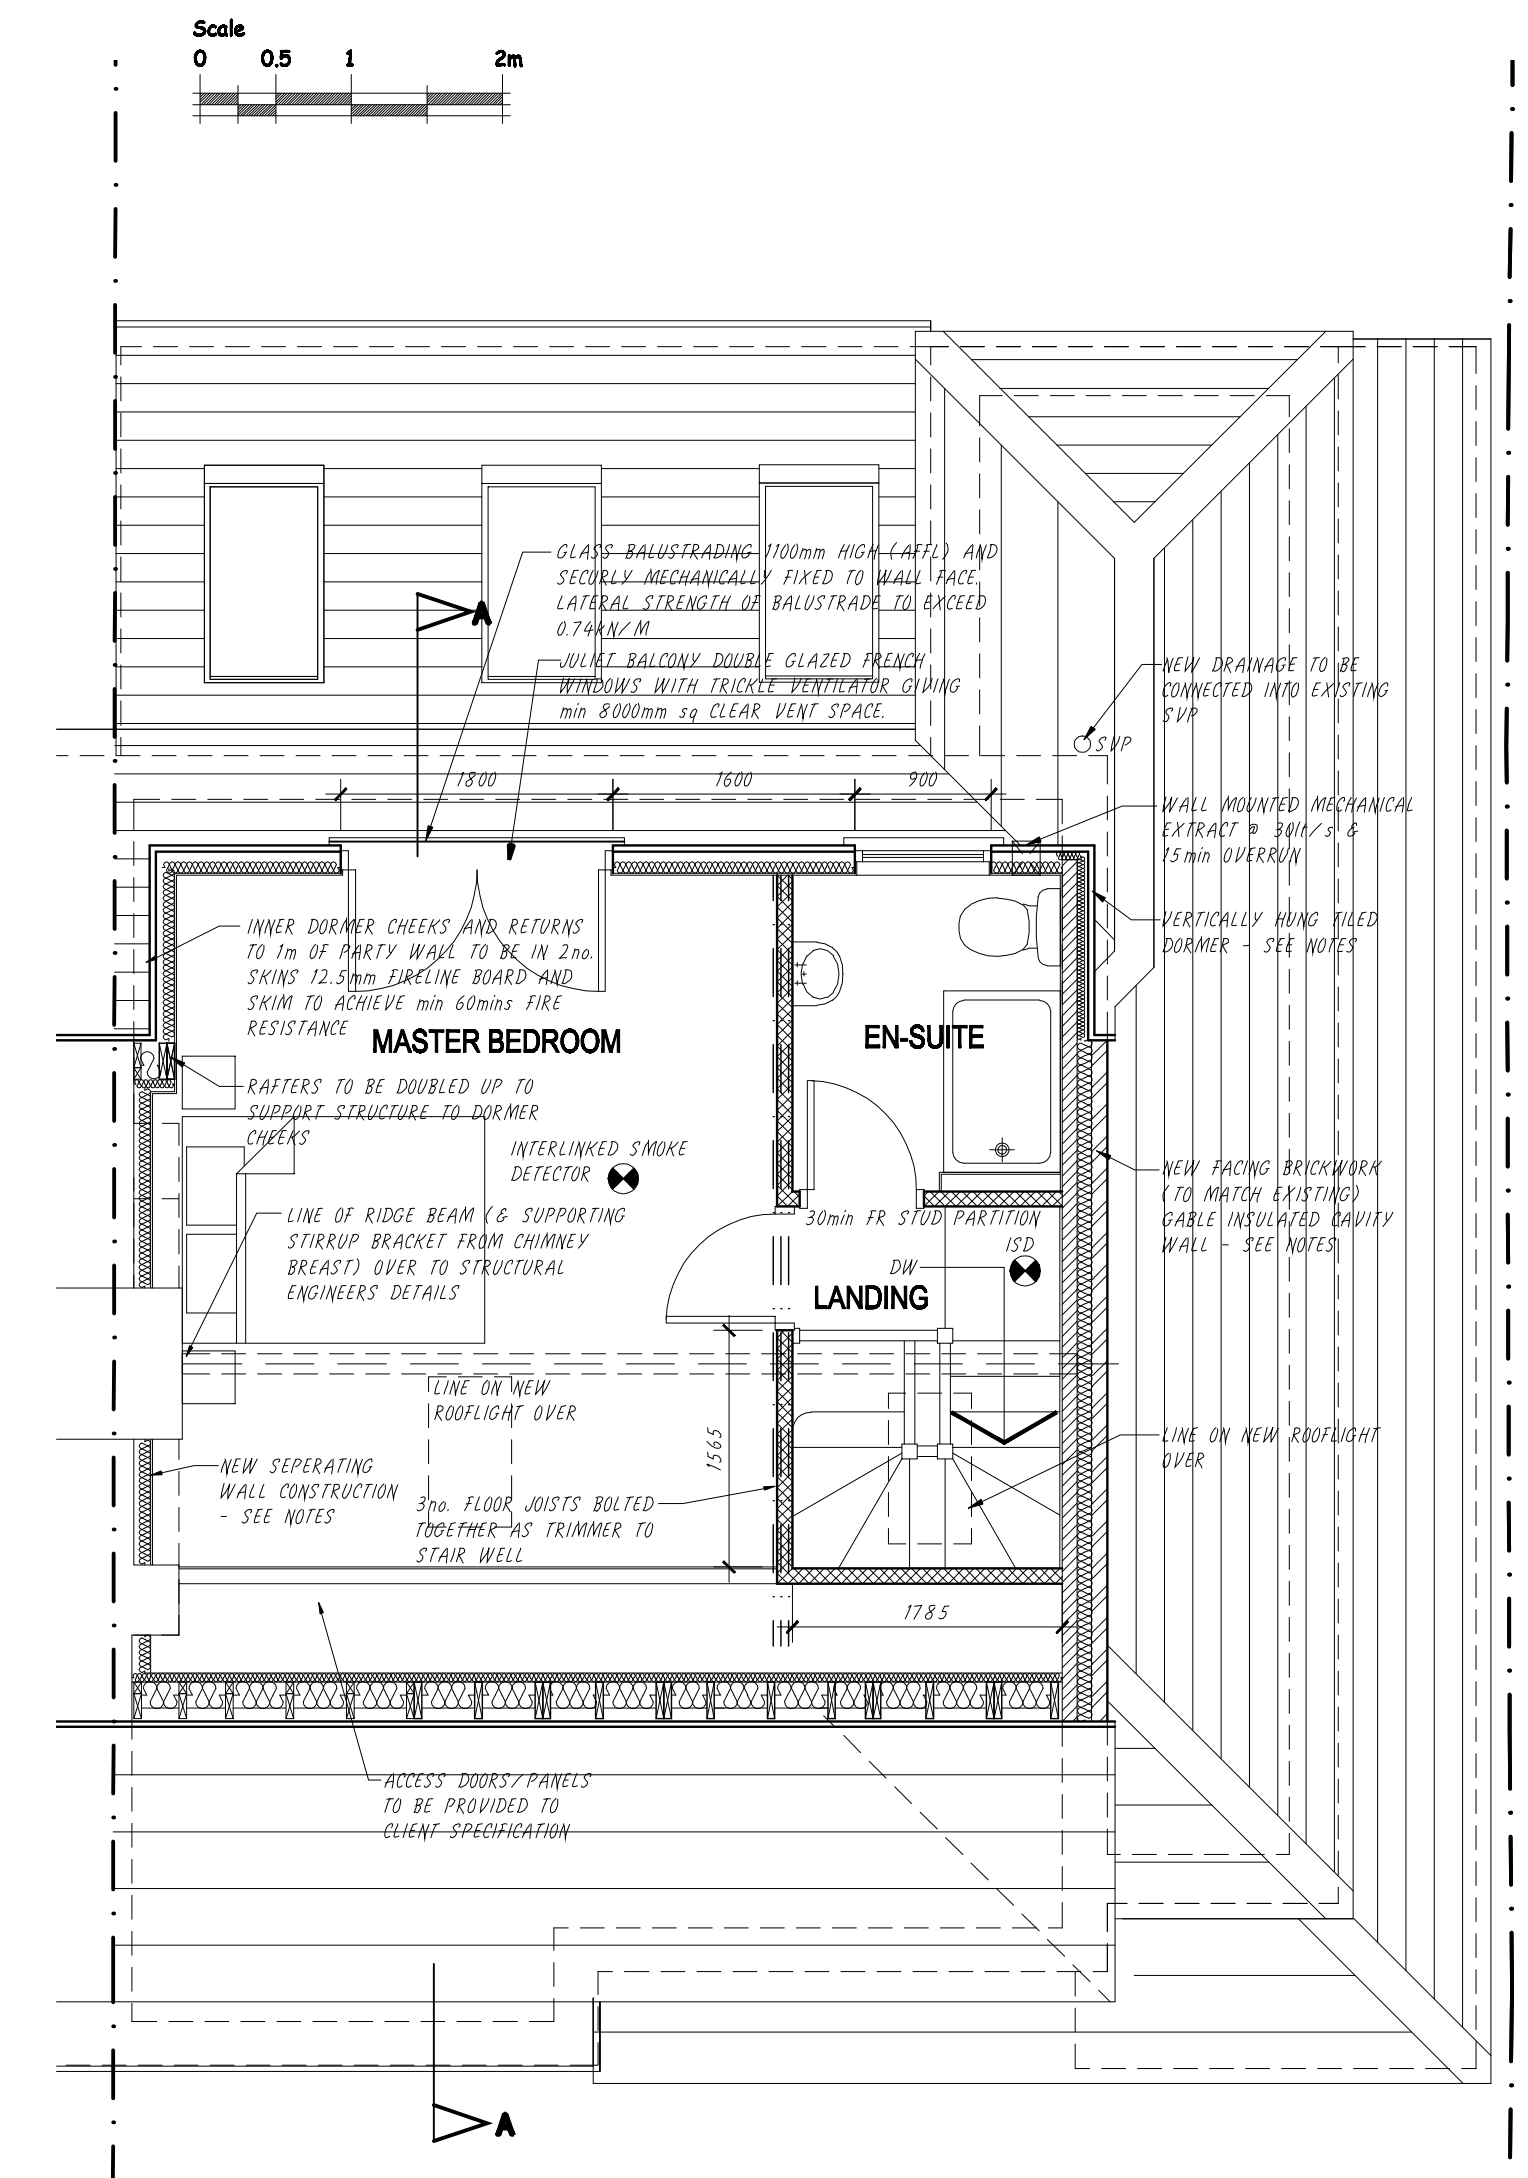 Scale
0 0.5 1 2m
GLASS BALUSTRADING 1100mm HIGH (AFFL) AND
SECURLY MECHANICALLY FIXED TO WALL FACE.
LATERAL STRENGTH OF BALUSTRADE TO EXCEED
0.74kN/M
A
JULIET BALCONY DOUBLE GLAZED FRENCH
WINDOWS WITH TRICKLE VENTILATOR GIVING
min 8000mm sq CLEAR VENT SPACE.
NEW DRAINAGE TO BE
CONNECTED INTO EXISTING
SVP
SVP
1800 1600 900
WALL MOUNTED MECHANICAL
EXTRACT @ 30lt/s &
15min OVERRUN
INNER DORMER CHEEKS AND RETURNS
TO 1m OF PARTY WALL TO BE IN 2no.
SKINS 12.5mm FIRELINE BOARD AND
SKIM TO ACHIEVE min 60mins FIRE
RESISTANCE
VERTICALLY HUNG TILED
DORMER - SEE NOTES
MASTER BEDROOM
EN-SUITE
RAFTERS TO BE DOUBLED UP TO
SUPPORT STRUCTURE TO DORMER
CHEEKS
INTERLINKED SMOKE
DETECTOR
NEW FACING BRICKWORK
(TO MATCH EXISTING)
GABLE INSULATED CAVITY
WALL - SEE NOTES
LINE OF RIDGE BEAM (& SUPPORTING
STIRRUP BRACKET FROM CHIMNEY
BREAST) OVER TO STRUCTURAL
ENGINEERS DETAILS
30min FR STUD PARTITION
ISD
DW
LANDING
LINE ON NEW
ROOFLIGHT OVER
1565
LINE ON NEW ROOFLIGHT
OVER
NEW SEPERATING
WALL CONSTRUCTION
- SEE NOTES
3no. FLOOR JOISTS BOLTED
TOGETHER AS TRIMMER TO
STAIR WELL
1785
ACCESS DOORS/PANELS
TO BE PROVIDED TO
CLIENT SPECIFICATION
A